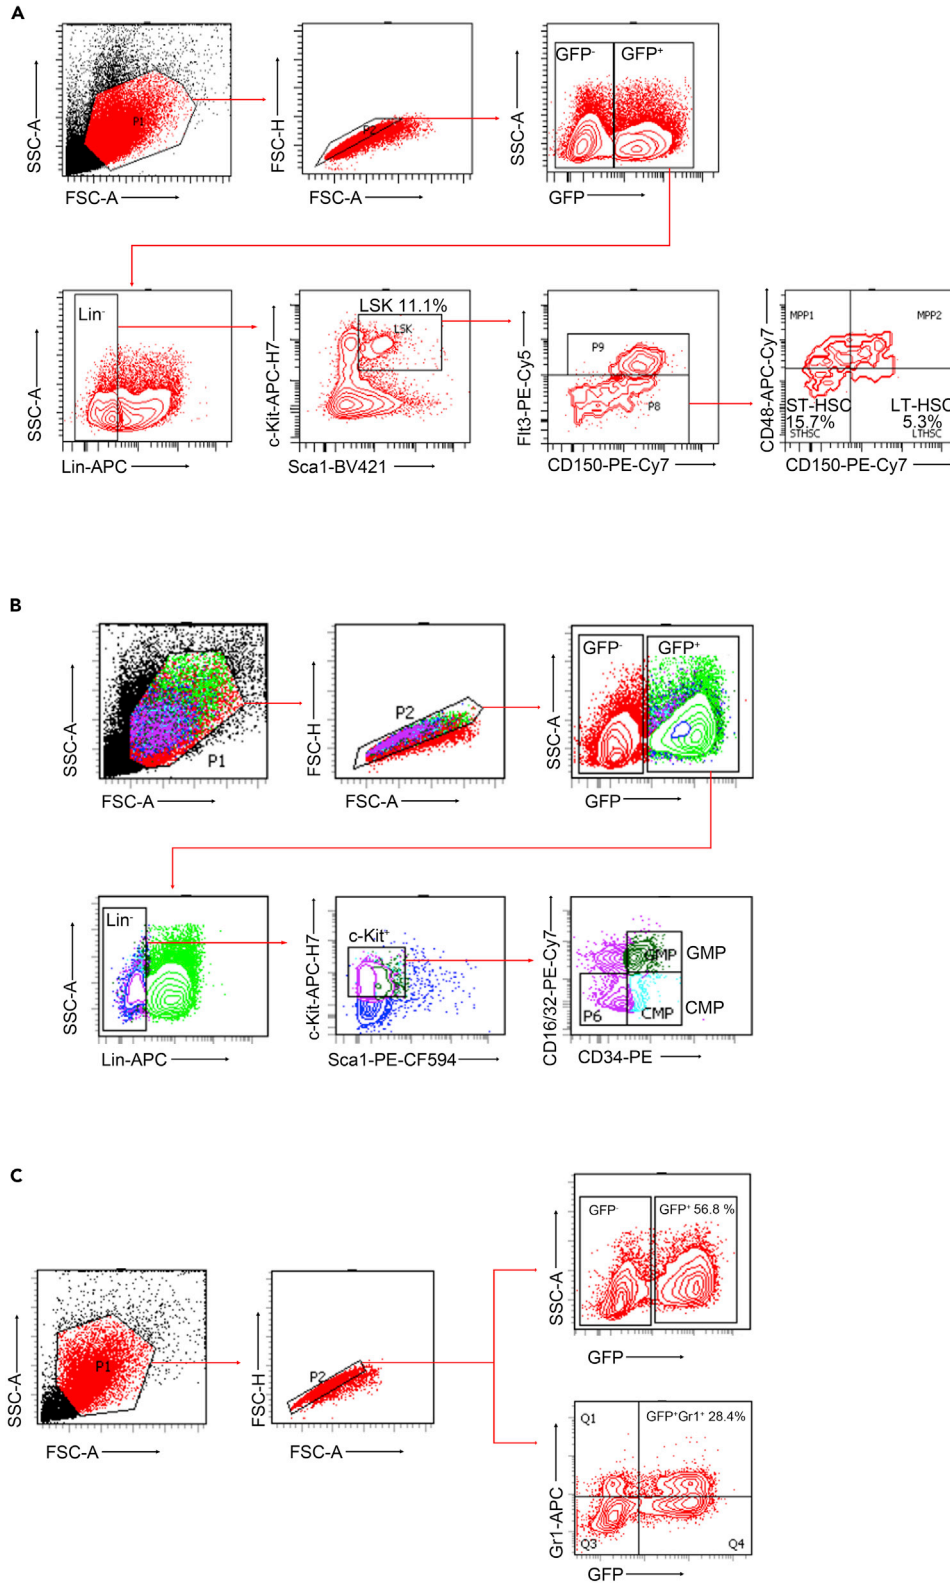 A
SSC-A
P1
FSC-A
FSC-H
P2
FSC-A
SSC-A
GFP- GFP+
GFP
SSC-A
Lin-
Lin-APC
c-Kit-APC-H7
LSK 11.1%
LSK
Sca1-BV421
Flt3-PE-Cy5
P9
P8
CD150-PE-Cy7
CD48-APC-Cy7
MPP1 MPP2
ST-HSC LT-HSC
15.7% 5.3%
STHSC LTHSC
CD150-PE-Cy7
B
SSC-A
P1
FSC-A
FSC-H
P2
FSC-A
SSC-A
GFP- GFP+
GFP
SSC-A
Lin-
Lin-APC
c-Kit-APC-H7
c-Kit+
Sca1-PE-CF594
CD16/32-PE-Cy7
GMP GMP
P6 CMP CMP
CD34-PE
C
SSC-A
P1
FSC-A
FSC-H
P2
FSC-A
SSC-A
GFP- GFP+ 56.8 %
GFP
Gr1-APC
Q1 GFP+Gr1+ 28.4%
Q3 Q4
GFP